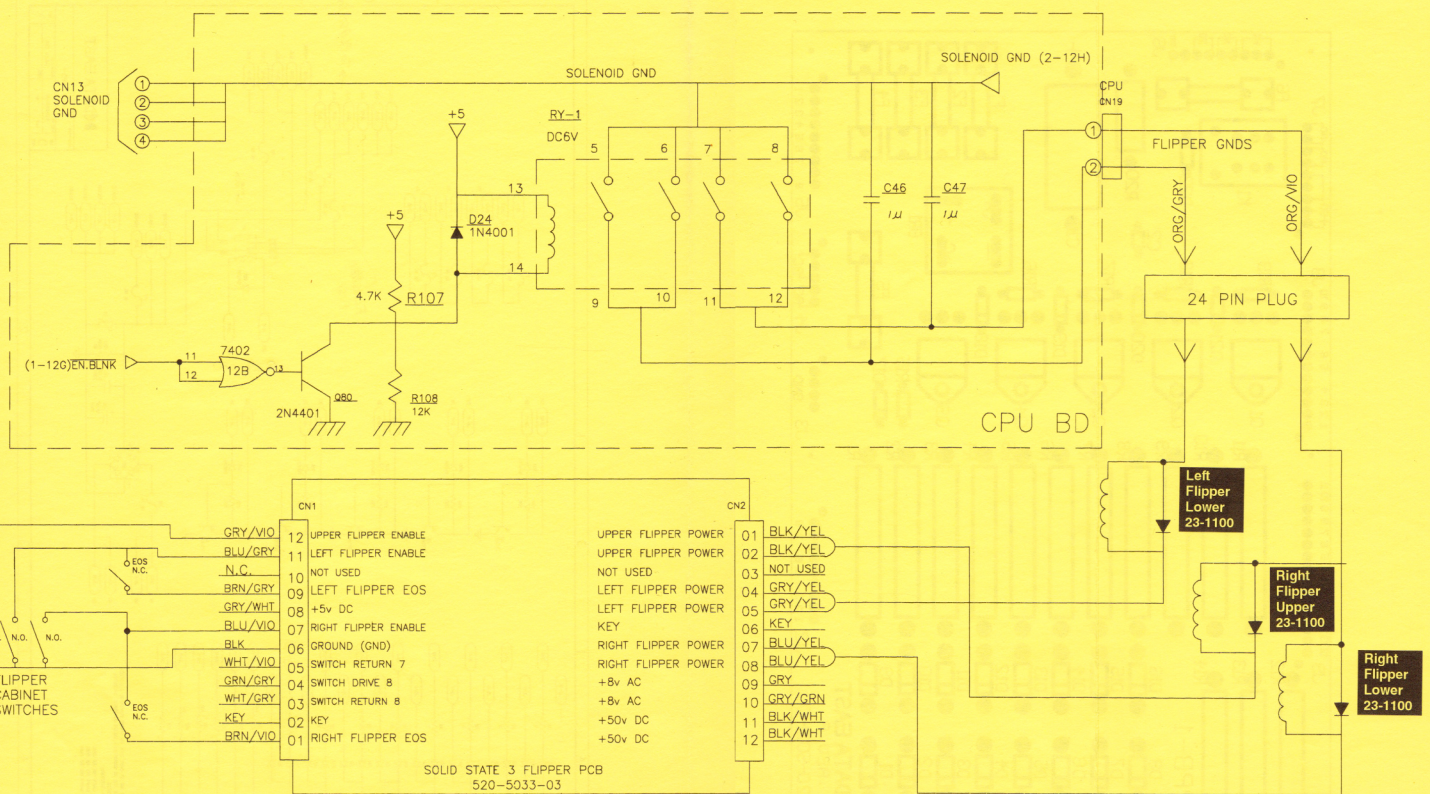 CN13
SOLENOID
GND
1
2
3
4
SOLENOID GND
SOLENOID GND (2-12H)
CPU
CN19
1
2
FLIPPER GNDS
+5
RY-1
DC6V
5
6
7
8
13
14
9
10
11
12
D24
1N4001
+5
4.7K
R107
C46
1µ
C47
1µ
ORG/GRY
ORG/VIO
24 PIN PLUG
(1-12G)EN.BLNK
11
12
7402
12B
13
2N4401
Q80
R108
12K
CPU BD
Left
Flipper
Lower
23-1100
Right
Flipper
Upper
23-1100
Right
Flipper
Lower
23-1100
CN1
CN2
GRY/VIO 12 UPPER FLIPPER ENABLE
BLU/GRY 11 LEFT FLIPPER ENABLE
N.C. 10 NOT USED
BRN/GRY 09 LEFT FLIPPER EOS
GRY/WHT 08 +5v DC
BLU/VIO 07 RIGHT FLIPPER ENABLE
BLK 06 GROUND (GND)
WHT/VIO 05 SWITCH RETURN 7
GRN/GRY 04 SWITCH DRIVE 8
WHT/GRY 03 SWITCH RETURN 8
KEY 02 KEY
BRN/VIO 01 RIGHT FLIPPER EOS
UPPER FLIPPER POWER 01 BLK/YEL
UPPER FLIPPER POWER 02 BLK/YEL
NOT USED 03 NOT USED
LEFT FLIPPER POWER 04 GRY/YEL
LEFT FLIPPER POWER 05 GRY/YEL
KEY 06 KEY
RIGHT FLIPPER POWER 07 BLU/YEL
RIGHT FLIPPER POWER 08 BLU/YEL
+8v AC 09 GRY
+8v AC 10 GRY/GRN
+50v DC 11 BLK/WHT
+50v DC 12 BLK/WHT
EOS
N.C.
N.O.
N.O.
FLIPPER
CABINET
SWITCHES
EOS
N.C.
SOLID STATE 3 FLIPPER PCB
520-5033-03